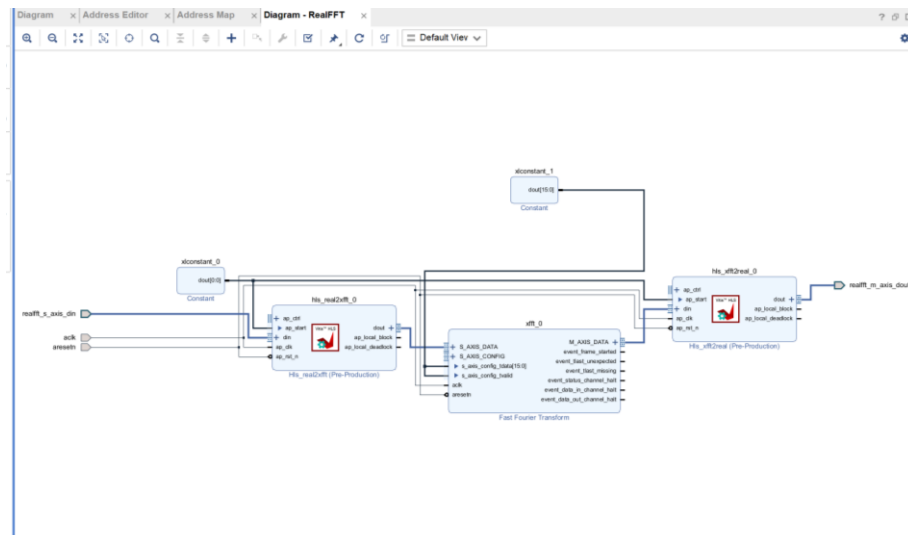 Diagram × Address Editor × Address Map × Diagram - RealFFT ×
? 
Default View
xlconstant_1
dout[15:0]
Constant
xlconstant_0
dout[0:0]
Constant
hls_real2xfft_0
ap_ctrl
ap_start
din
ap_clk
ap_rst_n
dout
ap_local_block
ap_local_deadlock
Hls_real2xfft (Pre-Production)
realfft_s_axis_din
aclk
aresetn
xfft_0
S_AXIS_DATA
S_AXIS_CONFIG
s_axis_config_tdata[15:0]
s_axis_config_tvalid
aclk
aresetn
M_AXIS_DATA
event_frame_started
event_tlast_unexpected
event_tlast_missing
event_status_channel_halt
event_data_in_channel_halt
event_data_out_channel_halt
Fast Fourier Transform
hls_xfft2real_0
ap_ctrl
ap_start
din
ap_clk
ap_rst_n
dout
ap_local_block
ap_local_deadlock
Hls_xfft2real (Pre-Production)
realfft_m_axis_dout